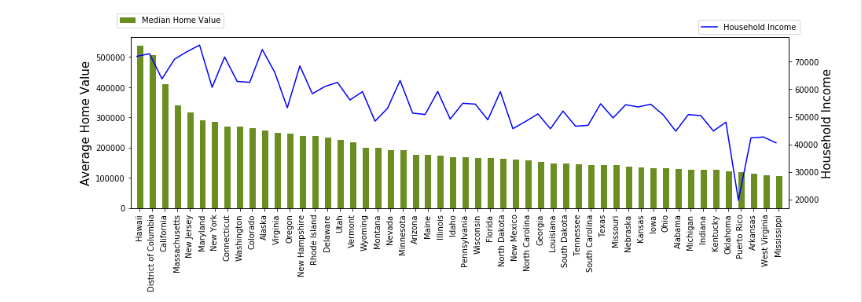 Median Home Value
Household Income
Average Home Value
500000
400000
300000
200000
100000
0
70000
60000
50000
40000
30000
20000
Household Income
Hawaii
District of Columbia
California
Massachusetts
New Jersey
Maryland
New York
Connecticut
Washington
Colorado
Alaska
Virginia
Oregon
New Hampshire
Rhode Island
Delaware
Utah
Vermont
Wyoming
Montana
Nevada
Minnesota
Arizona
Maine
Illinois
Idaho
Pennsylvania
Wisconsin
Florida
North Dakota
New Mexico
North Carolina
Georgia
Louisiana
South Dakota
Tennessee
South Carolina
Texas
Missouri
Nebraska
Kansas
Iowa
Ohio
Alabama
Michigan
Indiana
Kentucky
Oklahoma
Puerto Rico
Arkansas
West Virginia
Mississippi